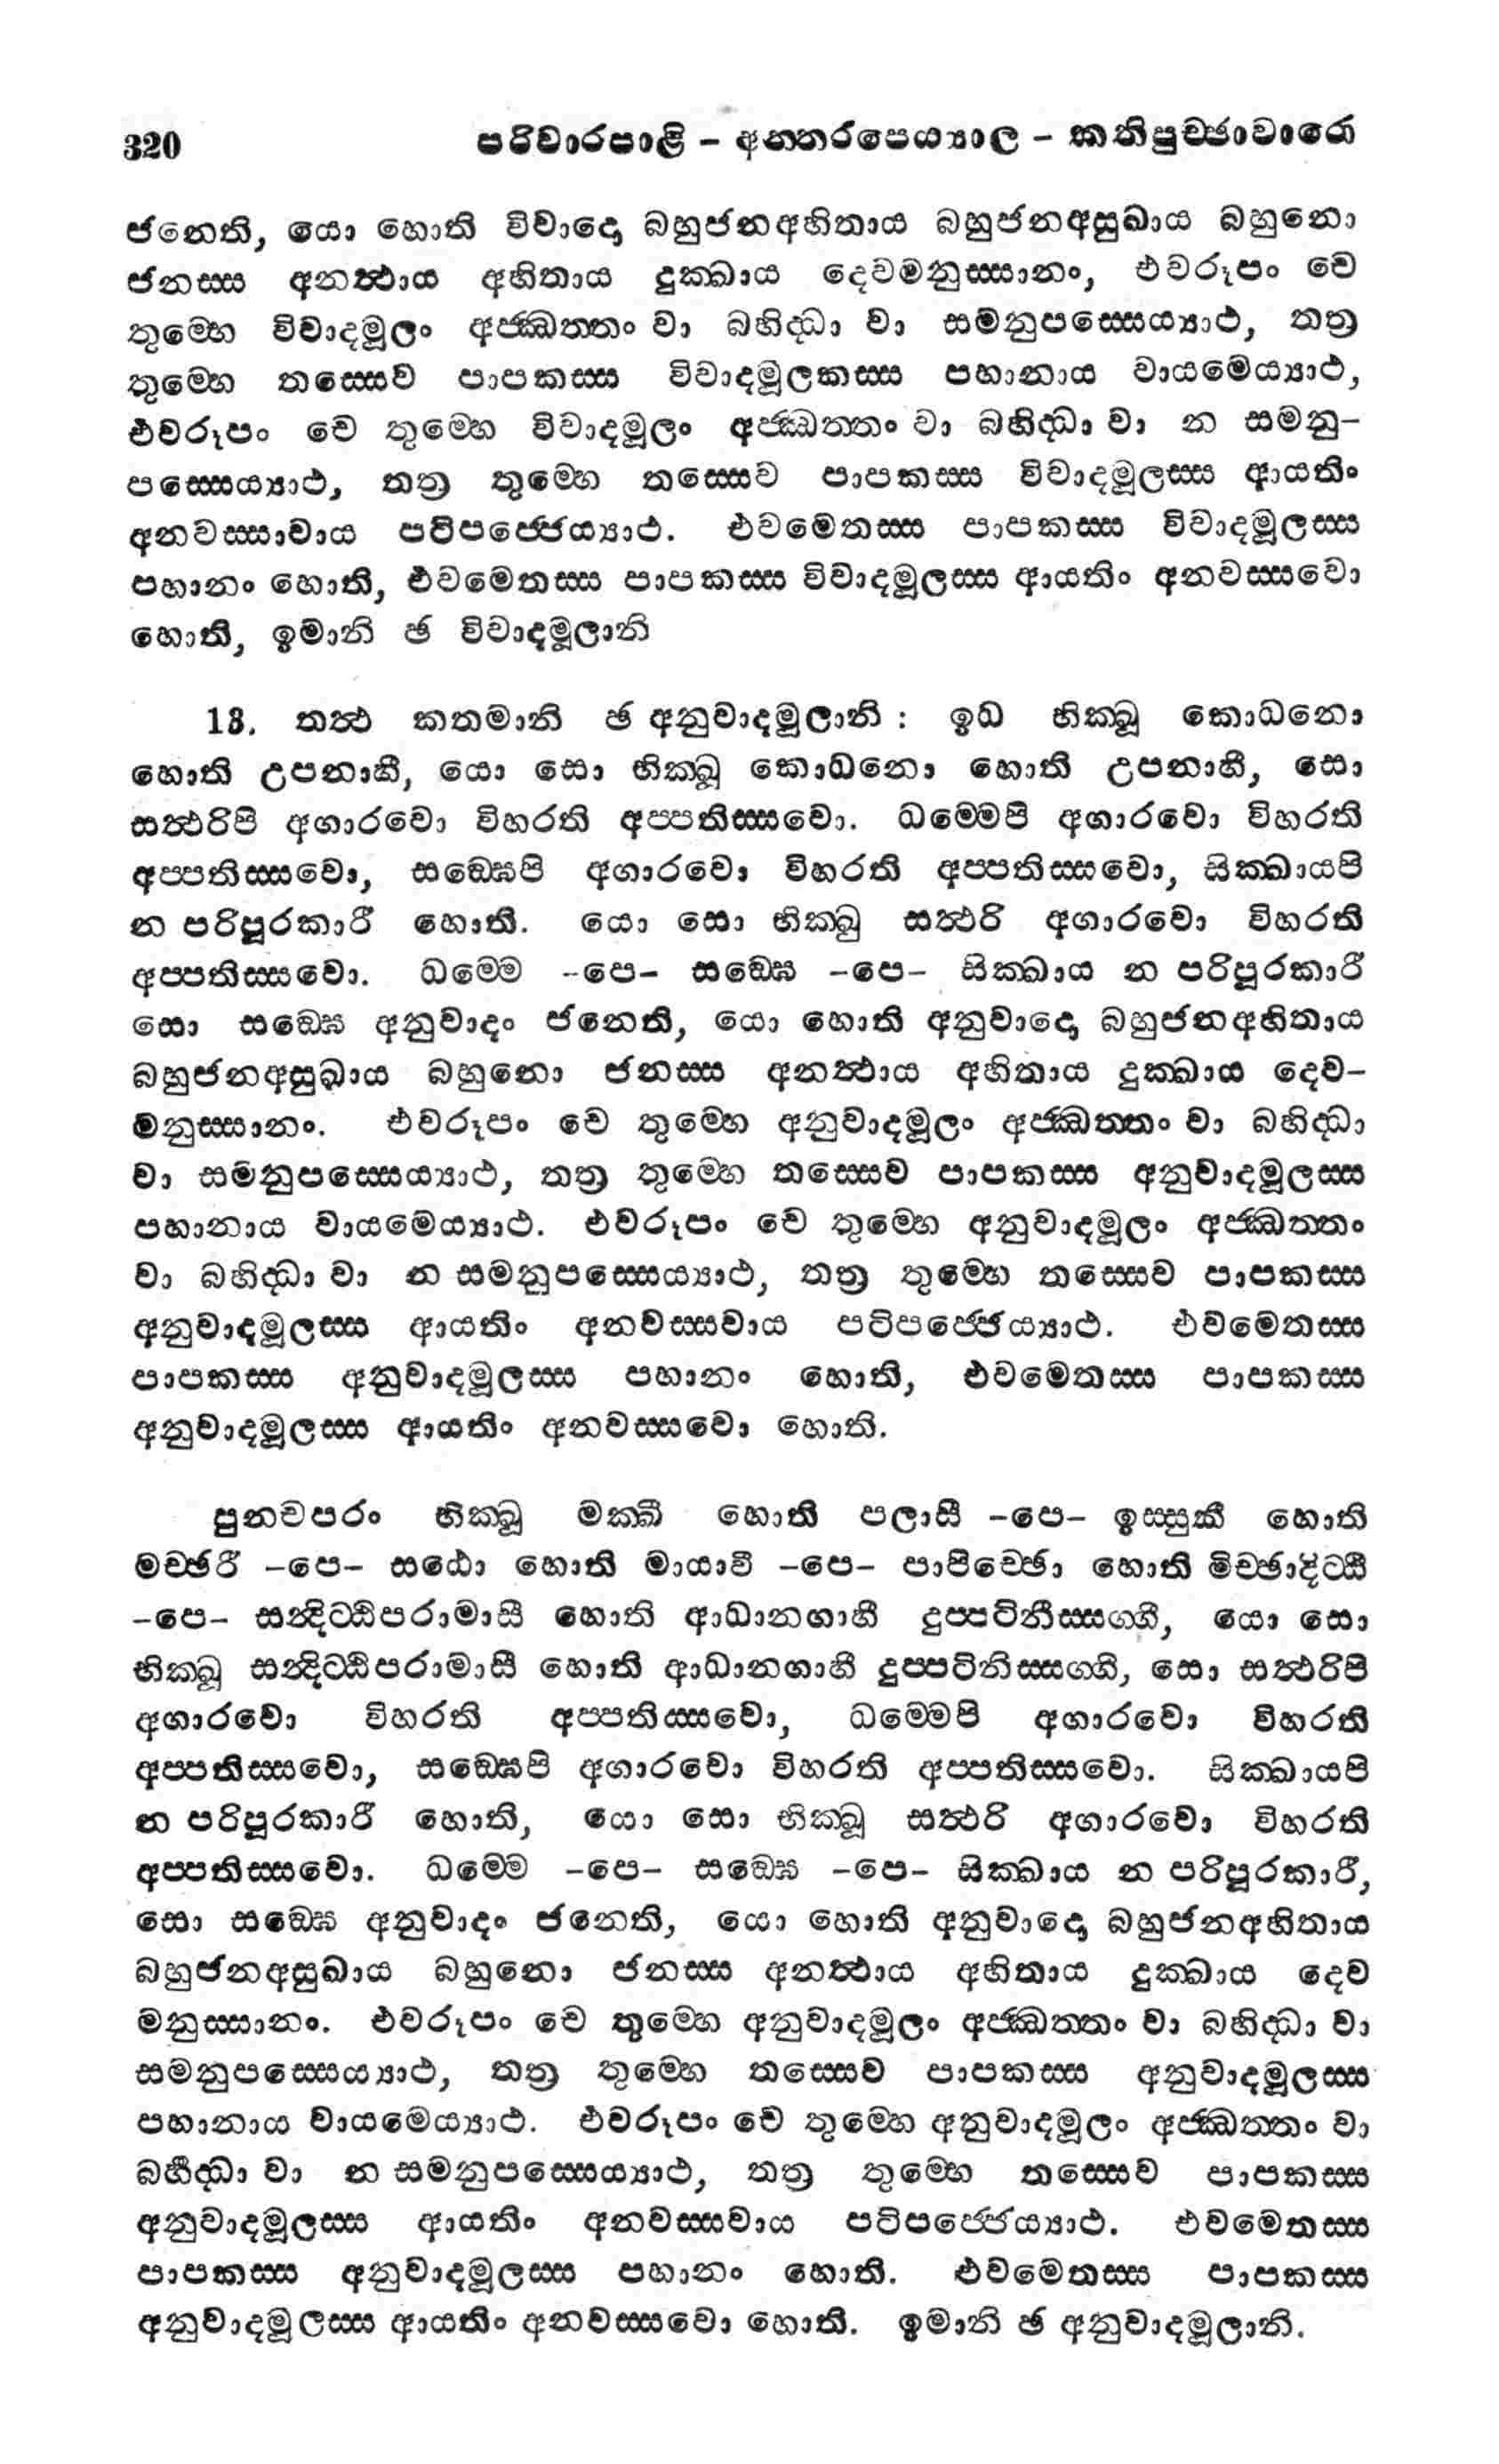 320 පරිවාරපාළි – අනන්තරපෙය්‍යාල – කතිපුච්ඡාවාරො
ජනෙති, යො හොති විවාදො බහුජනඅහිතාය බහුජනඅසුඛාය බහුනො
ජනස්ස අනත්ථාය අහිතාය දුක්ඛාය දෙවමනුස්සානං, එවරූපං චෙ
තුම්හෙ විවාදමූලං අජ්ඣත්තං වා බහිද්ධා වා සමනුපස්සෙය්‍යාථ, තත්‍ර
තුම්හෙ තස්සෙව පාපකස්ස විවාදමූලකස්ස පහානාය වායමෙය්‍යාථ,
එවරූපං චෙ තුම්හෙ විවාදමූලං අජ්ඣත්තං වා බහිද්ධා වා න සමනු-
පස්සෙය්‍යාථ, තත්‍ර තුම්හෙ තස්සෙව පාපකස්ස විවාදමූලස්ස ආයතිං
අනවස්සාවාය පටිපජ්ජෙය්‍යාථ. එවමෙතස්ස පාපකස්ස විවාදමූලස්ස
පහානං හොති, එවමෙතස්ස පාපකස්ස විවාදමූලස්ස ආයතිං අනවස්සවො
හොති, ඉමානි ඡ විවාදමූලානි
13. තත්ථ කතමානි ඡ අනුවාදමූලානි : ඉධ භික්ඛූ කොධනො
හොති උපනාහී, යො සො භික්ඛූ කොධනො හොති උපනාහී, සො
සත්ථරිපි අගාරවො විහරති අප්පතිස්සවො. ධම්මෙපි අගාරවො විහරති
අප්පතිස්සවො, සඞ්ඝෙපි අගාරවො විහරති අප්පතිස්සවො, සික්ඛායපි
න පරිපූරකාරී හොති. යො සො භික්ඛු සත්ථරි අගාරවො විහරති
අප්පතිස්සවො. ධම්මෙ –පෙ– සඞ්ඝෙ –පෙ– සික්ඛාය න පරිපූරකාරී
සො සඞ්ඝෙ අනුවාදං ජනෙති, යො හොති අනුවාදො බහුජනඅහිතාය
බහුජනඅසුඛාය බහුනො ජනස්ස අනත්ථාය අහිතාය දුක්ඛාය දෙව-
මනුස්සානං. එවරූපං චෙ තුම්හෙ අනුවාදමූලං අජ්ඣත්තං වා බහිද්ධා
වා සමනුපස්සෙය්‍යාථ, තත්‍ර තුම්හෙ තස්සෙව පාපකස්ස අනුවාදමූලස්ස
පහානාය වායමෙය්‍යාථ. එවරූපං චෙ තුම්හෙ අනුවාදමූලං අජ්ඣත්තං
වා බහිද්ධා වා න සමනුපස්සෙය්‍යාථ, තත්‍ර තුම්හෙ තස්සෙව පාපකස්ස
අනුවාදමූලස්ස ආයතිං අනවස්සවාය පටිපජ්ජෙය්‍යාථ. එවමෙතස්ස
පාපකස්ස අනුවාදමූලස්ස පහානං හොති, එවමෙතස්ස පාපකස්ස
අනුවාදමූලස්ස ආයතිං අනවස්සවො හොති.
පුනචපරං භික්ඛූ මක්ඛී හොති පලාසී –පෙ– ඉස්සුකී හොති
මච්ඡරී –පෙ– සඨො හොති මායාවී –පෙ– පාපිච්ඡො හොති මිච්ඡාදිට්ඨී
–පෙ– සන්දිට්ඨිපරාමාසී හොති ආධානගාහී දුප්පටිනීස්සග්ගී, යො සො
භික්ඛූ සන්දිට්ඨිපරාමාසී හොති ආධානගාහී දුප්පටිනිස්සග්ගි, සො සත්ථරිපි
අගාරවො විහරති අප්පතිස්සවො, ධම්මෙපි අගාරවො විහරති
අප්පතිස්සවො, සඞ්ඝෙපි අගාරවො විහරති අප්පතිස්සවො. සික්ඛායපි
න පරිපූරකාරී හොති, යො සො භික්ඛූ සත්ථරි අගාරවො විහරති
අප්පතිස්සවො. ධම්මෙ –පෙ– සඞ්ඝෙ –පෙ– සික්ඛාය න පරිපූරකාරී,
සො සඞ්ඝෙ අනුවාදං ජනෙති, යො හොති අනුවාදො බහුජනඅහිතාය
බහුජනඅසුඛාය බහුනො ජනස්ස අනත්ථාය අහිතාය දුක්ඛාය දෙව
මනුස්සානං. එවරූපං චෙ තුම්හෙ අනුවාදමූලං අජ්ඣත්තං වා බහිද්ධා වා
සමනුපස්සෙය්‍යාථ, තත්‍ර තුම්හෙ තස්සෙව පාපකස්ස අනුවාදමූලස්ස
පහානාය වායමෙය්‍යාථ. එවරූපං චෙ තුම්හෙ අනුවාදමූලං අජ්ඣත්තං වා
බහිද්ධා වා න සමනුපස්සෙය්‍යාථ, තත්‍ර තුම්හෙ තස්සෙව පාපකස්ස
අනුවාදමූලස්ස ආයතිං අනවස්සවාය පටිපජ්ජෙය්‍යාථ. එවමෙතස්ස
පාපකස්ස අනුවාදමූලස්ස පහානං හොති. එවමෙතස්ස පාපකස්ස
අනුවාදමූලස්ස ආයතිං අනවස්සවො හොති. ඉමානි ඡ අනුවාදමූලානි.